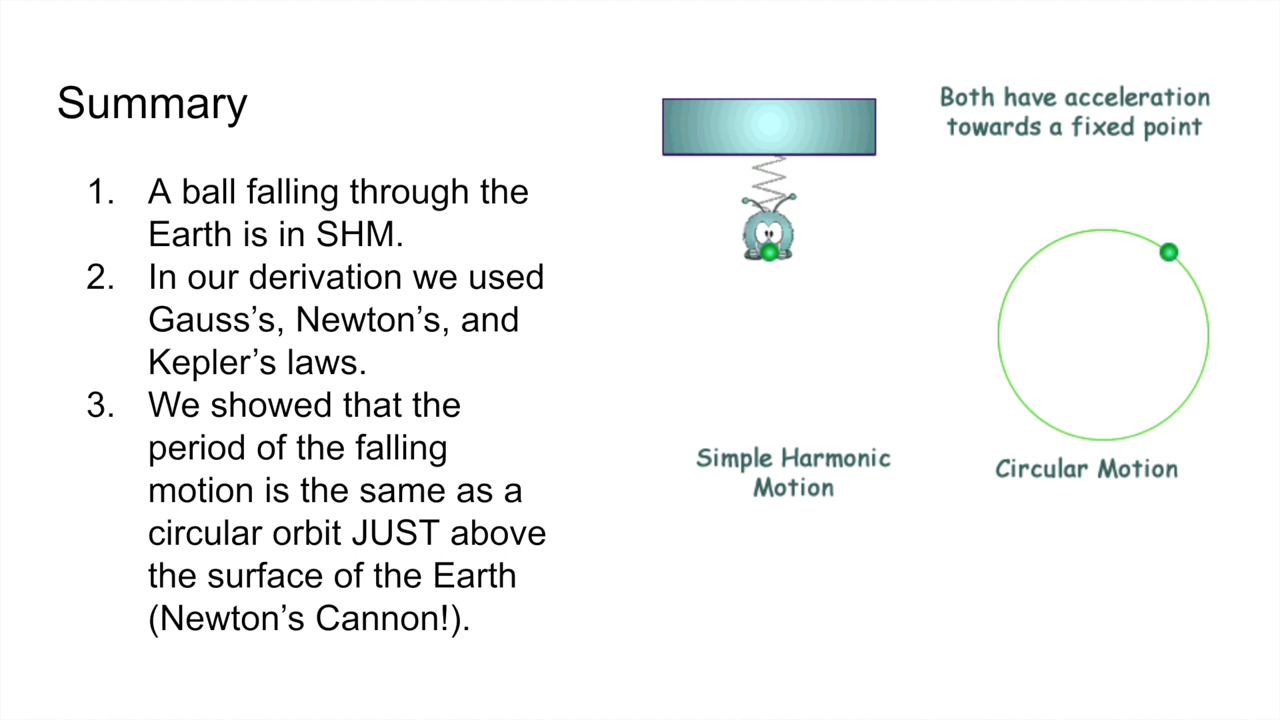 Summary
1. A ball falling through the
Earth is in SHM.
2. In our derivation we used
Gauss’s, Newton’s, and
Kepler’s laws.
3. We showed that the
period of the falling
motion is the same as a
circular orbit JUST above
the surface of the Earth
(Newton’s Cannon!).
Both have acceleration
towards a fixed point
Simple Harmonic
Motion
Circular Motion